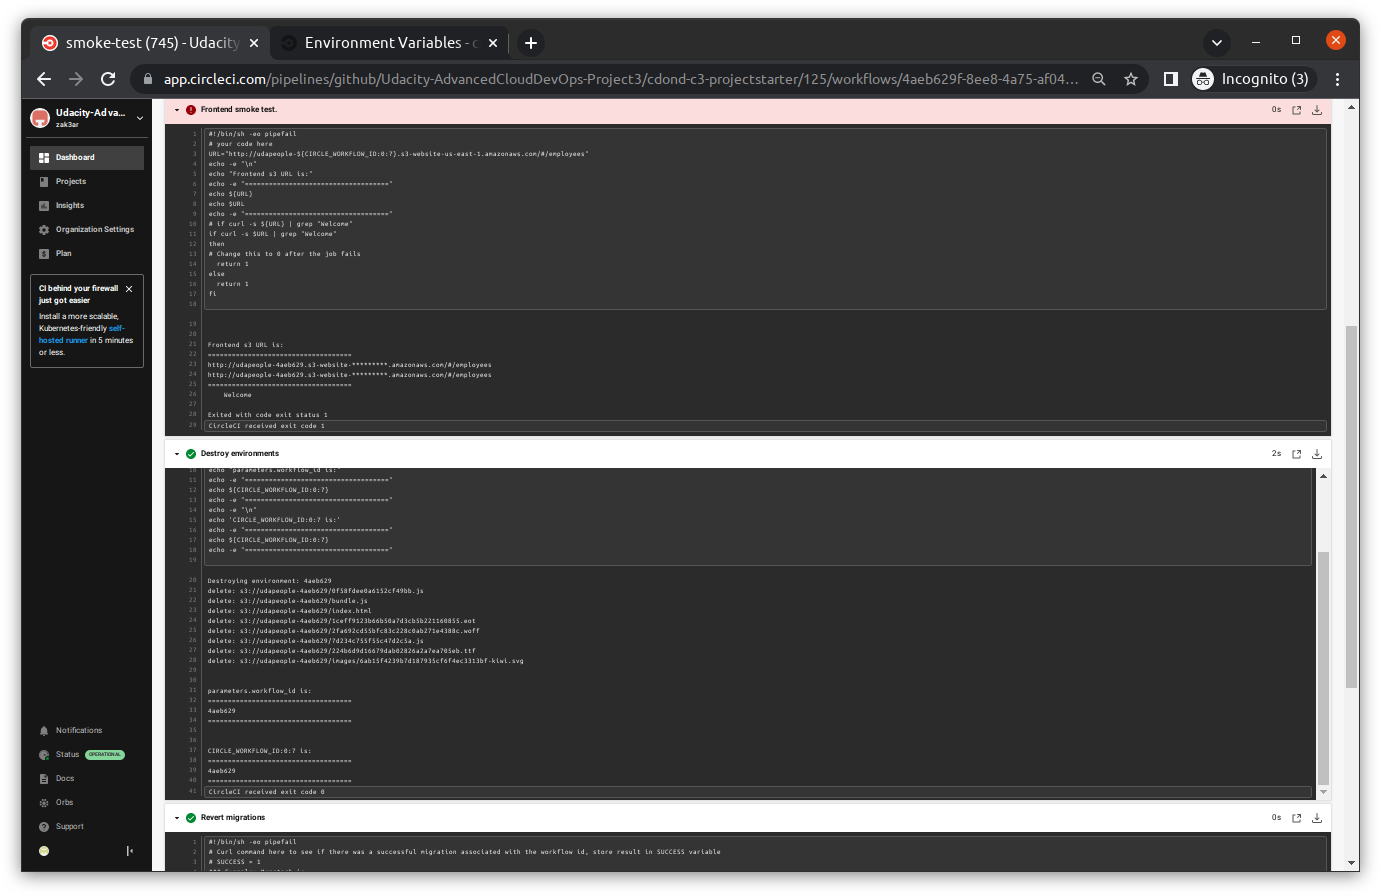 smoke-test (745) - Udacity
Environment Variables - c
app.circleci.com/pipelines/github/Udacity-AdvancedCloudDevOps-Project3/cdond-c3-projectstarter/125/workflows/4aeb629f-8ee8-4a75-af04...
Incognito (3)
Udacity-Adva...
zak3ar
Dashboard
Projects
Insights
Organization Settings
Plan
CI behind your firewall
just got easier
Install a more scalable,
Kubernetes-friendly self-
hosted runner in 5 minutes
or less.
Notifications
Status OPERATIONAL
Docs
Orbs
Support
Frontend smoke test.
0s
1 #!/bin/sh -eo pipefail
2 # your code here
3 URL="http://udapeople-${CIRCLE_WORKFLOW_ID:0:7}.s3-website-us-east-1.amazonaws.com/#/employees"
4 echo -e "\n"
5 echo "Frontend s3 URL is:"
6 echo -e "===================================="
7 echo ${URL}
8 echo $URL
9 echo -e "===================================="
10 # if curl -s ${URL} | grep "Welcome"
11 if curl -s $URL | grep "Welcome"
12 then
13 # Change this to 0 after the job fails
14 return 1
15 else
16 return 1
17 fi
18
19
20
21 Frontend s3 URL is:
22 ====================================
23 http://udapeople-4aeb629.s3-website-*********.amazonaws.com/#/employees
24 http://udapeople-4aeb629.s3-website-*********.amazonaws.com/#/employees
25 ====================================
26 Welcome
27
28 Exited with code exit status 1
29 CircleCI received exit code 1
Destroy environments
2s
10 echo "parameters.workflow_id is:"
11 echo -e "===================================="
12 echo ${CIRCLE_WORKFLOW_ID:0:7}
13 echo -e "===================================="
14 echo -e "\n"
15 echo 'CIRCLE_WORKFLOW_ID:0:7 is:'
16 echo -e "===================================="
17 echo ${CIRCLE_WORKFLOW_ID:0:7}
18 echo -e "===================================="
19
20 Destroying environment: 4aeb629
21 delete: s3://udapeople-4aeb629/0f58fdee0a6152cf49bb.js
22 delete: s3://udapeople-4aeb629/bundle.js
23 delete: s3://udapeople-4aeb629/index.html
24 delete: s3://udapeople-4aeb629/1ceff9123b66b50a7d3cb5b221160855.eot
25 delete: s3://udapeople-4aeb629/2fa692cd55bfc83c228c0ab271e4388c.woff
26 delete: s3://udapeople-4aeb629/7d234c755f55c47d2c5a.js
27 delete: s3://udapeople-4aeb629/224b6d9d16679dab02826a2a7ea705eb.ttf
28 delete: s3://udapeople-4aeb629/images/6ab15f4239b7d187935cf6f4ec3313bf-kiwi.svg
29
30
31 parameters.workflow_id is:
32 ====================================
33 4aeb629
34 ====================================
35
36
37 CIRCLE_WORKFLOW_ID:0:7 is:
38 ====================================
39 4aeb629
40 ====================================
41 CircleCI received exit code 0
Revert migrations
0s
1 #!/bin/sh -eo pipefail
2 # Curl command here to see if there was a successful migration associated with the workflow id, store result in SUCCESS variable
3 # SUCCESS = 1